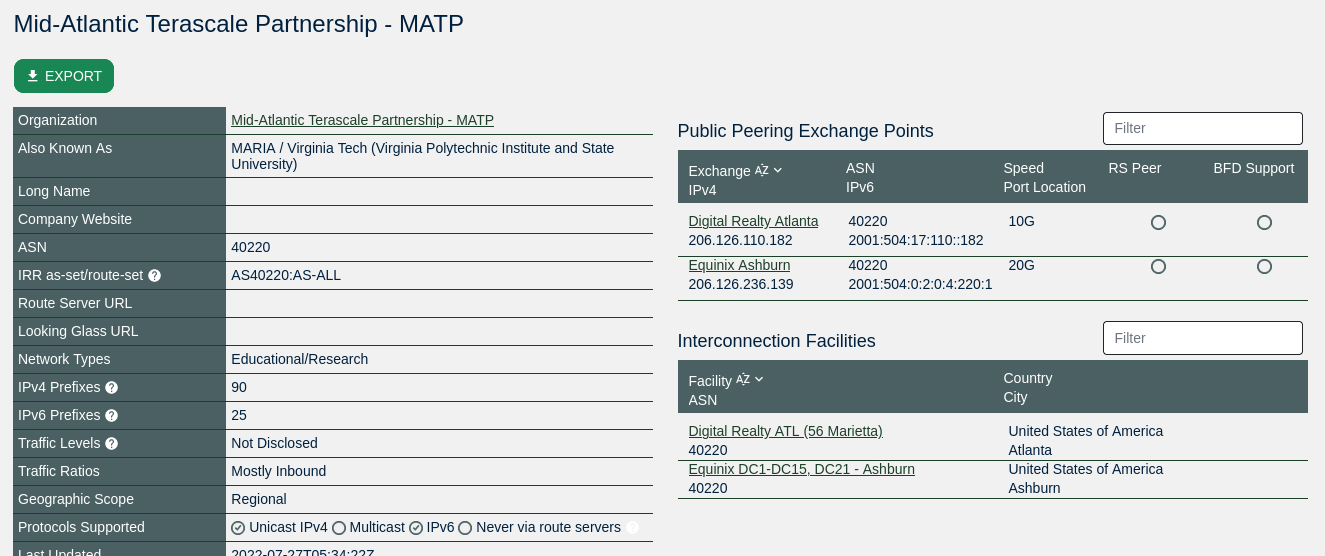 Mid-Atlantic Terascale Partnership - MATP
EXPORT
Organization Mid-Atlantic Terascale Partnership - MATP
Also Known As MARIA / Virginia Tech (Virginia Polytechnic Institute and State
University)
Long Name
Company Website
ASN 40220
IRR as-set/route-set ? AS40220:AS-ALL
Route Server URL
Looking Glass URL
Network Types Educational/Research
IPv4 Prefixes ? 90
IPv6 Prefixes ? 25
Traffic Levels ? Not Disclosed
Traffic Ratios Mostly Inbound
Geographic Scope Regional
Protocols Supported Unicast IPv4 Multicast IPv6 Never via route servers ?
Last Updated 2022-07-27T05:34:22Z
Public Peering Exchange Points Filter
Exchange AZ ASN Speed RS Peer BFD Support
IPv4 IPv6 Port Location
Digital Realty Atlanta 40220 10G
206.126.110.182 2001:504:17:110::182
Equinix Ashburn 40220 20G
206.126.236.139 2001:504:0:2:0:4:220:1
Interconnection Facilities Filter
Facility AZ Country
ASN City
Digital Realty ATL (56 Marietta) United States of America
40220 Atlanta
Equinix DC1-DC15, DC21 - Ashburn United States of America
40220 Ashburn